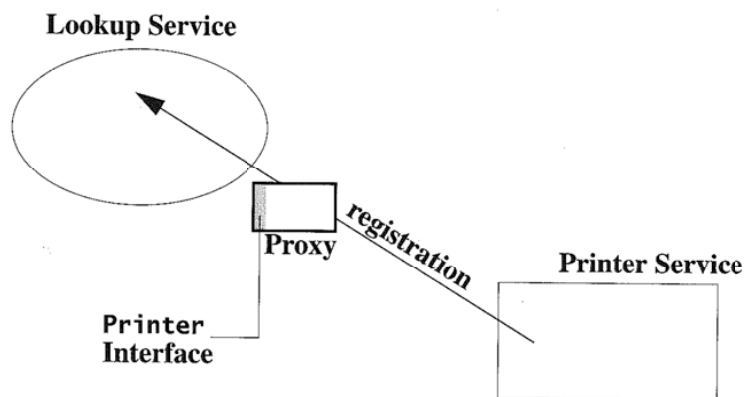 Lookup Service
Proxy
registration
Printer Service
Printer
Interface